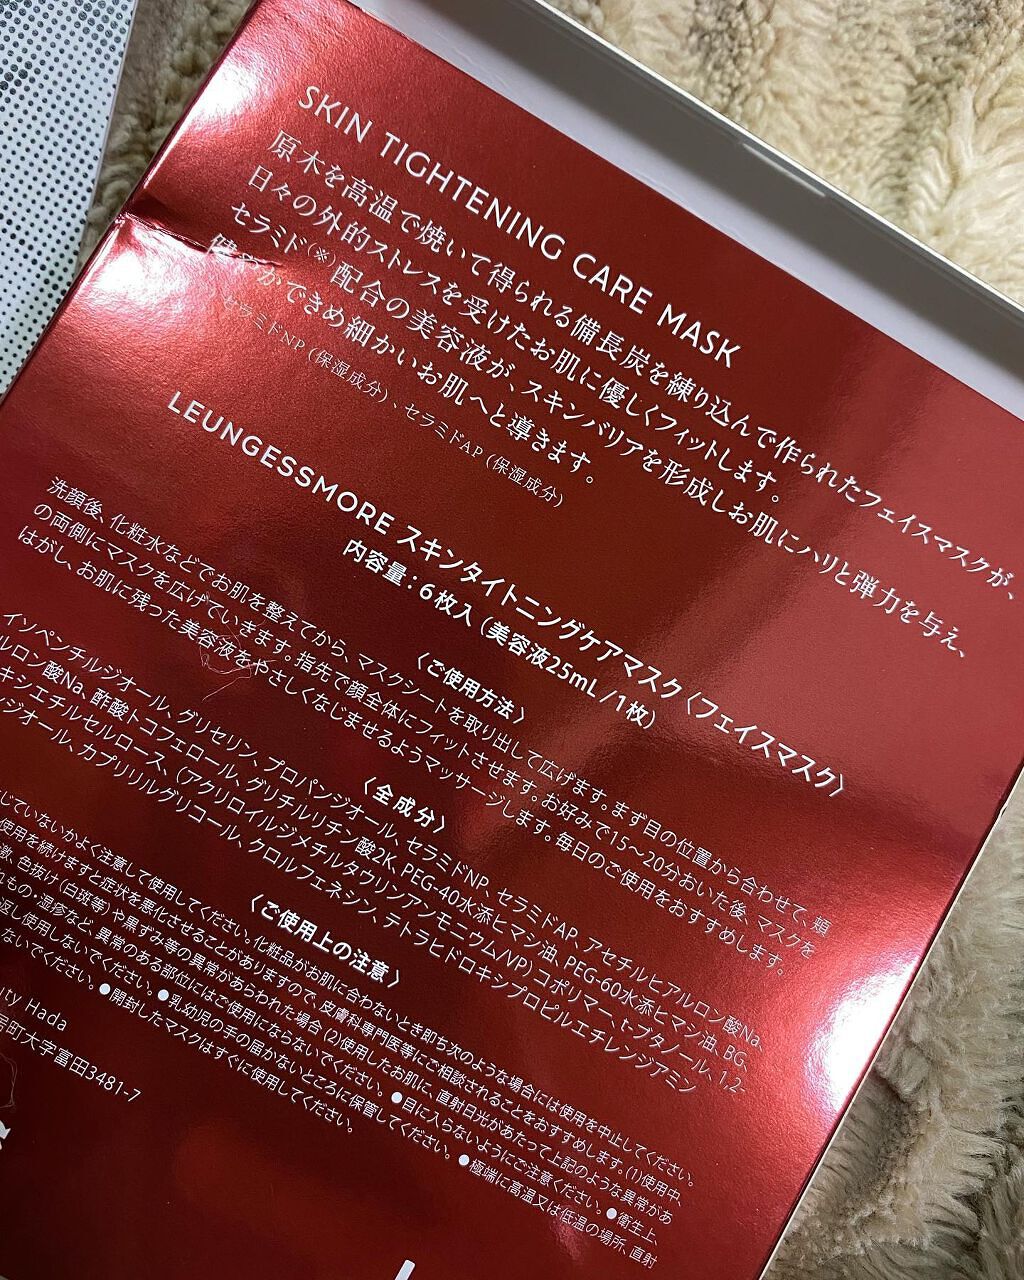 SKIN TIGHTENING CARE MASK
原木を高温で焼いて得られる備長炭を練り込んで作られたフェイスマスクが、
日々の外的ストレスを受けたお肌に優しくフィットします。
セラミド(※)配合の美容液が、スキンバリアを形成しお肌にハリと弾力を与え、
健やかできめ細かいお肌へと導きます。
セラミドNP(保湿成分)、セラミドAP(保湿成分)
LEUNGESSMORE スキンタイトニングケアマスク〈フェイスマスク〉
内容量:6枚入(美容液25mL/1枚)
〈ご使用方法〉
洗顔後、化粧水などでお肌を整えてから、マスクシートを取り出して広げます。まず目の位置から合わせて、頬
の両側にマスクを広げていきます。指先で顔全体にフィットさせます。お好みで15〜20分おいた後、マスクを
はがし、お肌に残った美容液をやさしくなじませるようマッサージします。毎日のご使用をおすすめします。
〈全成分〉
イソペンチルジオール、グリセリン、プロパンジオール、セラミドNP、セラミドAP、アセチルヒアルロン酸Na、
ルロン酸Na、酢酸トコフェロール、グリチルリチン酸2K、PEG-40水添ヒマシ油、PEG-60水添ヒマシ油、BG、
キシエチルセルロース、(アクリロイルジメチルタウリンアンモニウム/VP)コポリマー、t-ブタノール、1,2-
ンジオール、カプリリルグリコール、クロルフェネシン、テトラヒドロキシプロピルエチレンジアミン
〈ご使用上の注意〉
じていないかよく注意して使用してください。化粧品がお肌に合わないとき即ち次のような場合には使用を中止してください。
使用を続けますと症状を悪化させることがありますので、皮膚科専門医等にご相談されることをおすすめします。(1)使用中、
激、色抜け(白斑等)や黒ずみ等の異常があらわれた場合 (2)使用したお肌に、直射日光があたって上記のような異常があ
れもの・湿疹など、異常のある部位にはご使用にならないでください。●目に入らないようにご注意ください。●衛生上、
返し使用しないでください。●乳幼児の手の届かないところに保管してください。●極端に高温又は低温の場所、直射
ないでください。●開封したマスクはすぐに使用してください。
uty Hada
町大字富田3481-7